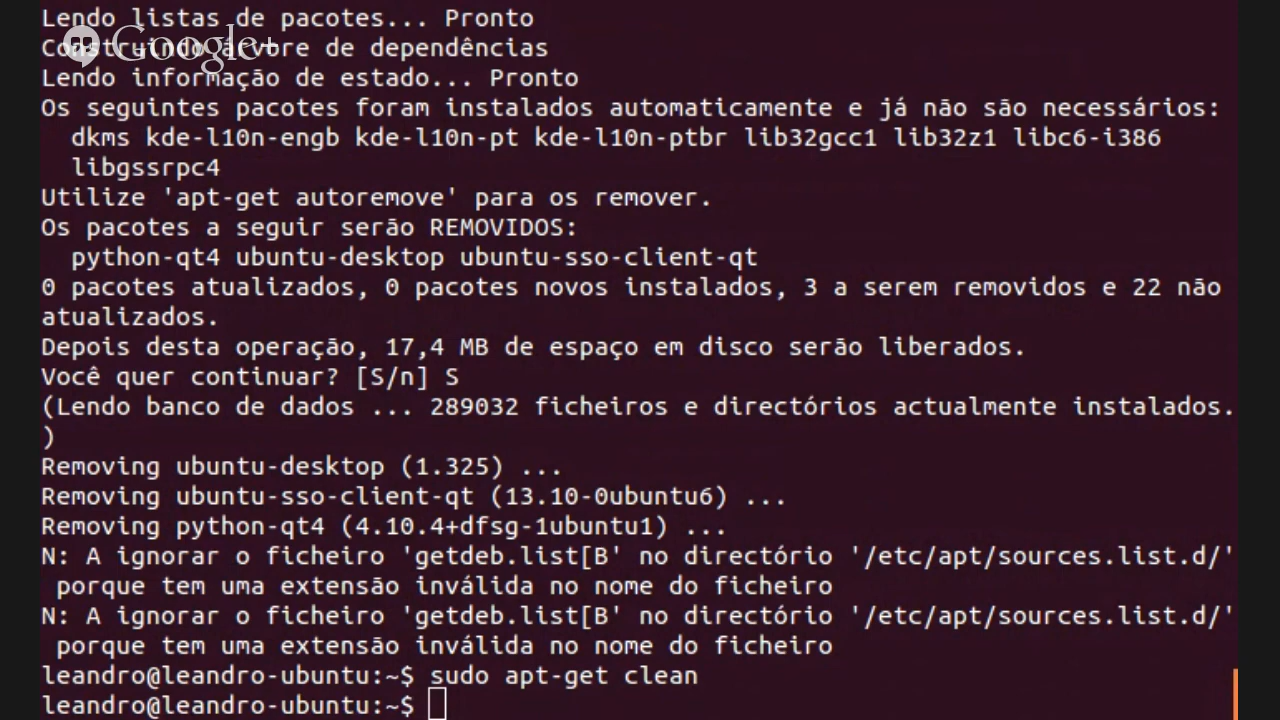 Lendo listas de pacotes... Pronto
Google+
Construindo árvore de dependências
Lendo informação de estado... Pronto
Os seguintes pacotes foram instalados automaticamente e já não são necessários:
dkms kde-l10n-engb kde-l10n-pt kde-l10n-ptbr lib32gcc1 lib32z1 libc6-i386
libgssrpc4
Utilize 'apt-get autoremove' para os remover.
Os pacotes a seguir serão REMOVIDOS:
python-qt4 ubuntu-desktop ubuntu-sso-client-qt
0 pacotes atualizados, 0 pacotes novos instalados, 3 a serem removidos e 22 não
atualizados.
Depois desta operação, 17,4 MB de espaço em disco serão liberados.
Você quer continuar? [S/n] S
(Lendo banco de dados ... 289032 ficheiros e directórios actualmente instalados.
)
Removing ubuntu-desktop (1.325) ...
Removing ubuntu-sso-client-qt (13.10-0ubuntu6) ...
Removing python-qt4 (4.10.4+dfsg-1ubuntu1) ...
N: A ignorar o ficheiro 'getdeb.list[B' no directório '/etc/apt/sources.list.d/'
porque tem uma extensão inválida no nome do ficheiro
N: A ignorar o ficheiro 'getdeb.list[B' no directório '/etc/apt/sources.list.d/'
porque tem uma extensão inválida no nome do ficheiro
leandro@leandro-ubuntu:~$ sudo apt-get clean
leandro@leandro-ubuntu:~$